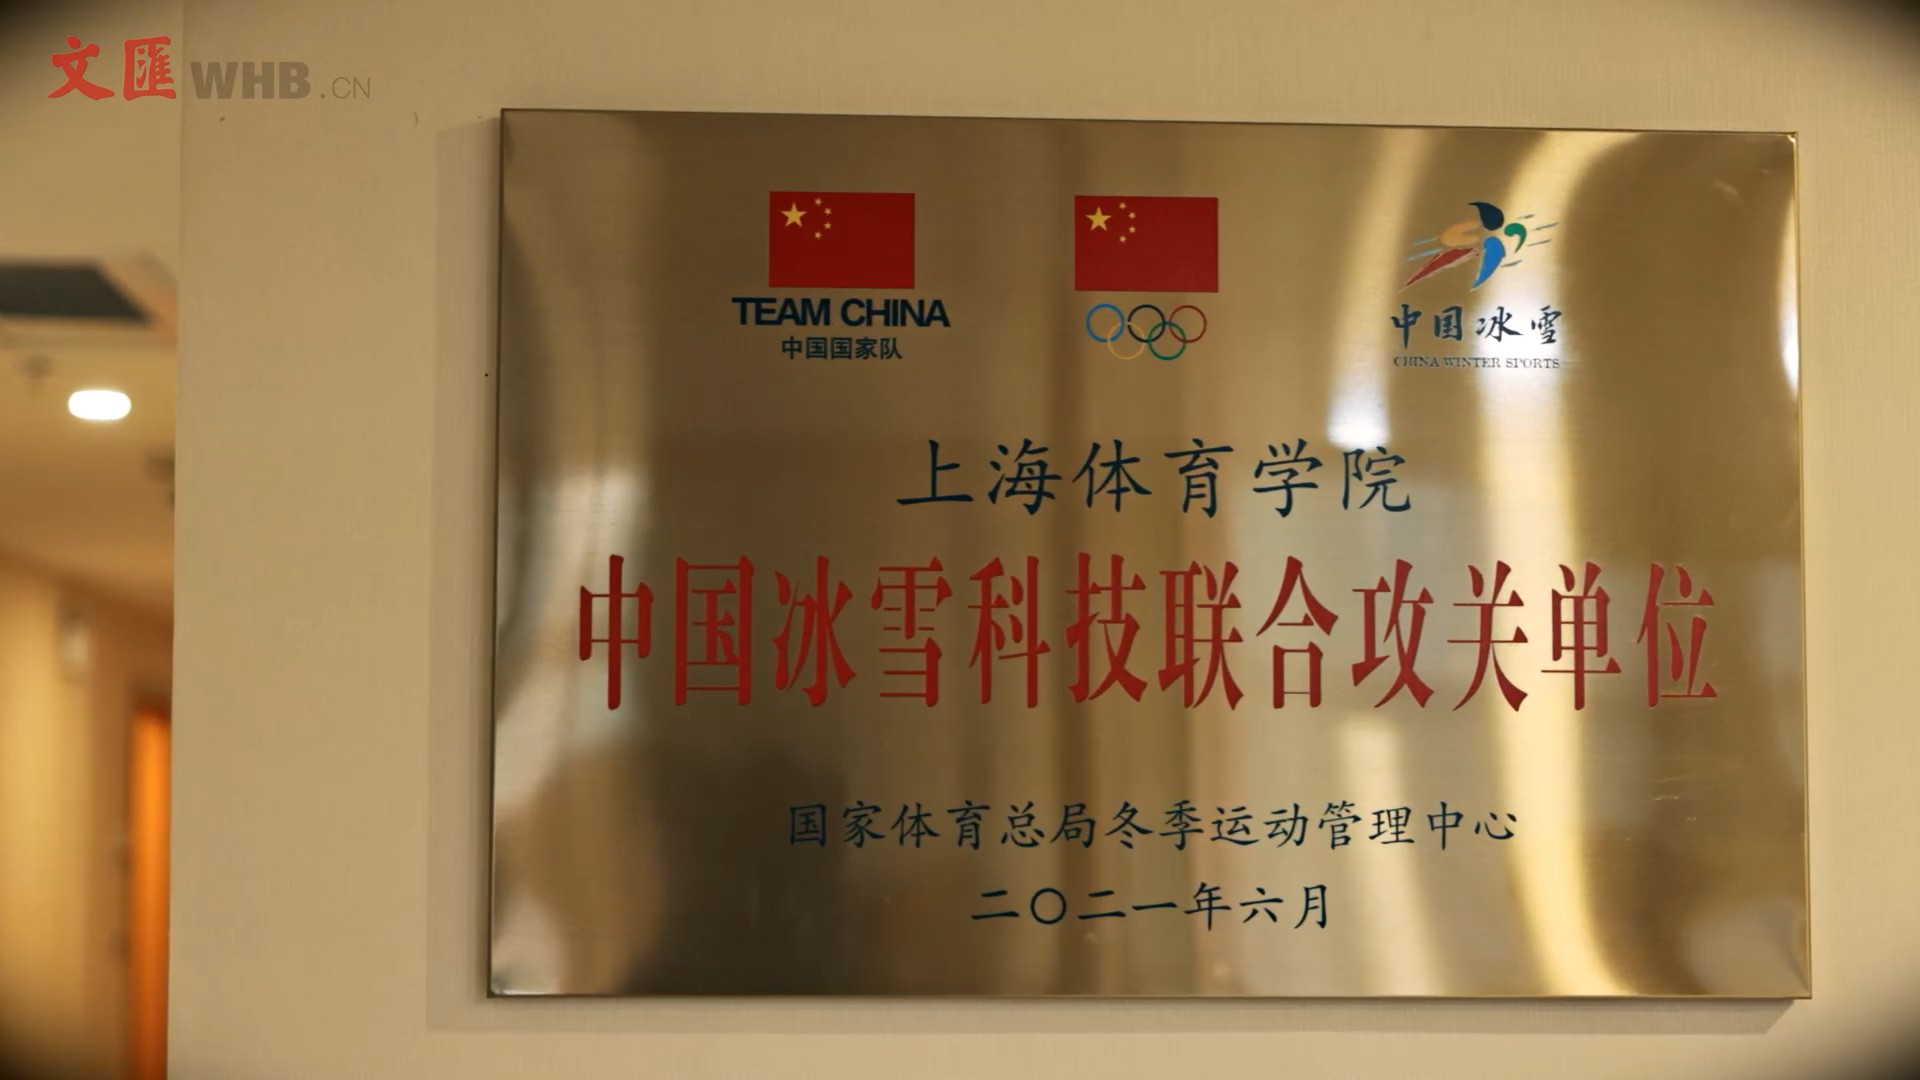 文匯WHB.CN
TEAM CHINA
中国国家队
中国冰雪
CHINA WINTER SPORTS
上海体育学院
中国冰雪科技联合攻关单位
国家体育总局冬季运动管理中心
二〇二一年六月